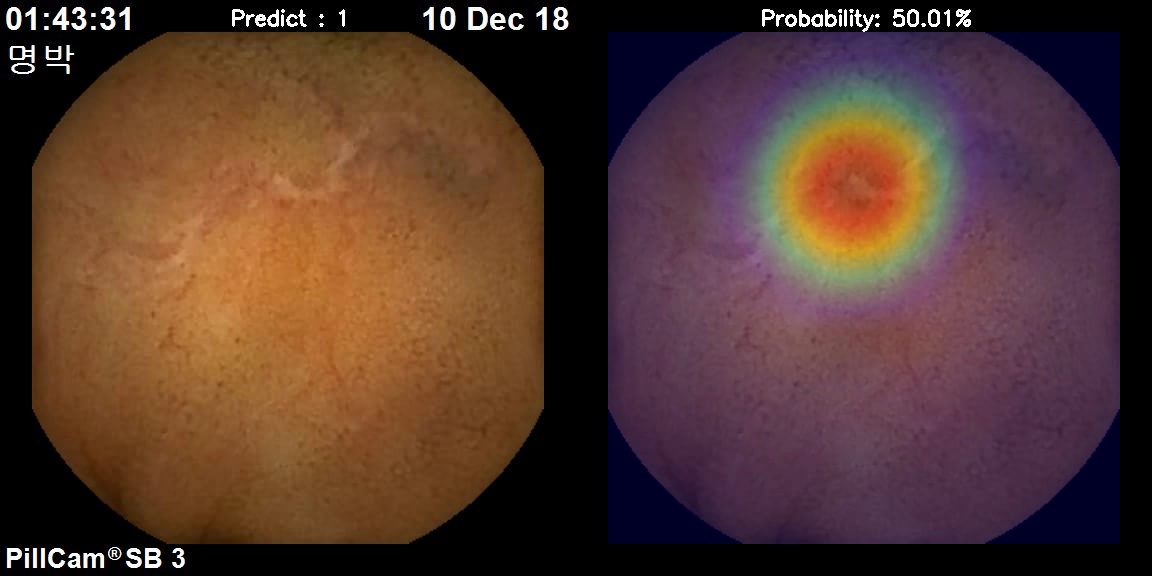 01:43:31 Predict : 1 10 Dec 18 Probability: 50.01%
명박
PillCam® SB 3